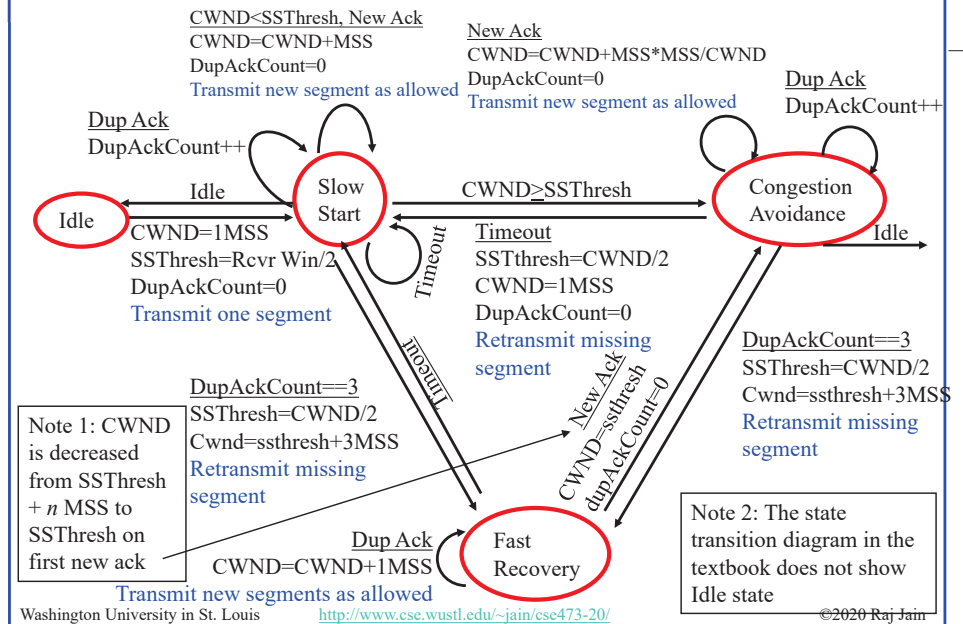 CWND<SSThresh, New Ack
CWND=CWND+MSS
DupAckCount=0
Transmit new segment as allowed
New Ack
CWND=CWND+MSS*MSS/CWND
DupAckCount=0
Transmit new segment as allowed
Dup Ack
DupAckCount++
Dup Ack
DupAckCount++
Idle
Slow
Start
CWND≥SSThresh
Congestion
Avoidance
Idle
Idle
CWND=1MSS
SSThresh=Rcvr Win/2
DupAckCount=0
Transmit one segment
Timeout
Timeout
SSTthresh=CWND/2
CWND=1MSS
DupAckCount=0
Retransmit missing
segment
Timeout
DupAckCount==3
SSThresh=CWND/2
Cwnd=ssthresh+3MSS
Retransmit missing
segment
New Ack
CWND=ssthresh
dupAckCount=0
DupAckCount==3
SSThresh=CWND/2
Cwnd=ssthresh+3MSS
Retransmit missing
segment
Note 1: CWND
is decreased
from SSThresh
+ n MSS to
SSThresh on
first new ack
Dup Ack
CWND=CWND+1MSS
Transmit new segments as allowed
Fast
Recovery
Note 2: The state
transition diagram in the
textbook does not show
Idle state
Washington University in St. Louis
http://www.cse.wustl.edu/~jain/cse473-20/
©2020 Raj Jain